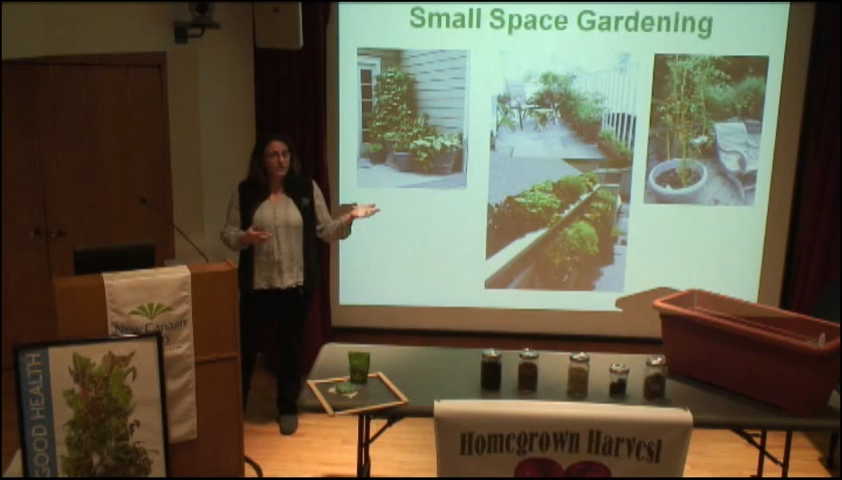 Small Space Gardening
New Canaan
GOOD HEALTH
Homegrown Harvest